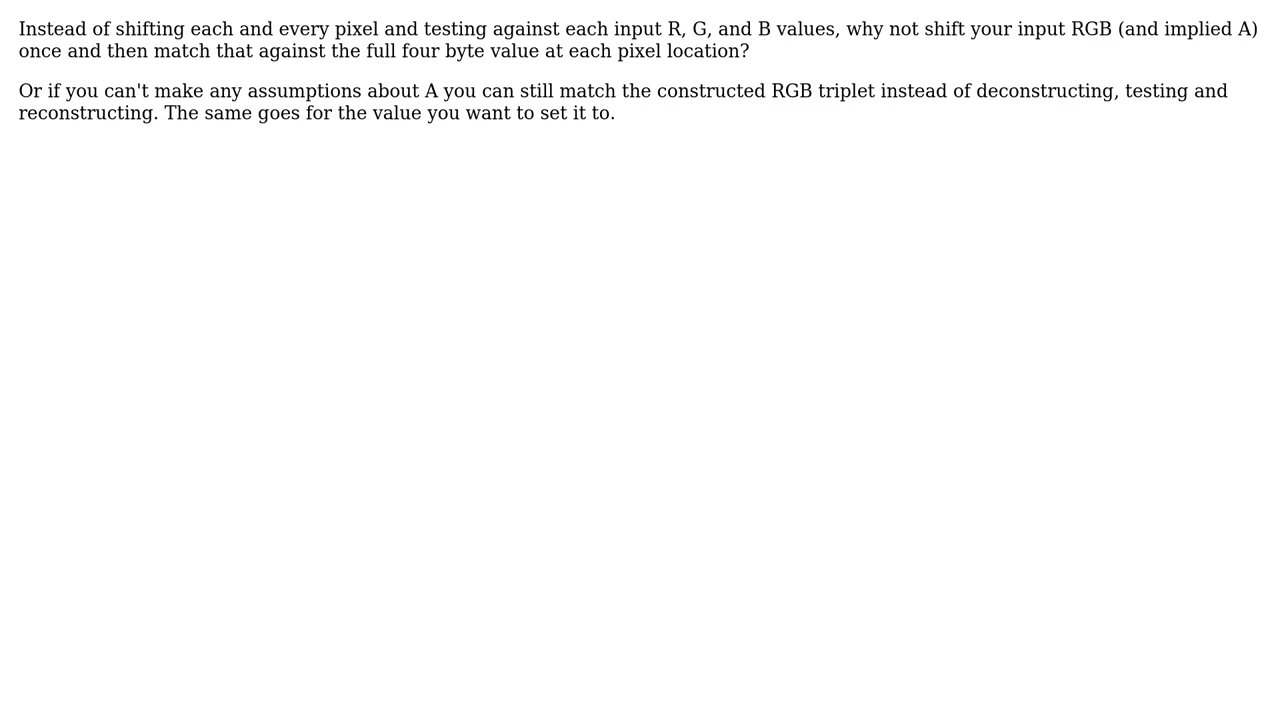 Instead of shifting each and every pixel and testing against each input R, G, and B values, why not shift your input RGB (and implied A)
once and then match that against the full four byte value at each pixel location?
Or if you can't make any assumptions about A you can still match the constructed RGB triplet instead of deconstructing, testing and
reconstructing. The same goes for the value you want to set it to.